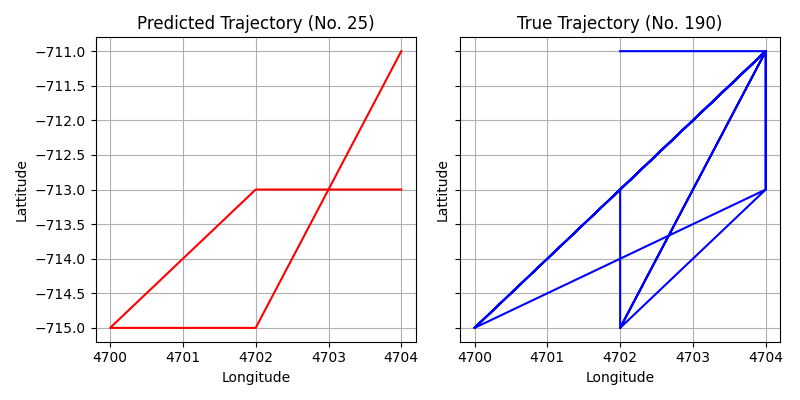 Predicted Trajectory (No. 25)
True Trajectory (No. 190)
Lattitude
−711.0
−711.5
−712.0
−712.5
−713.0
−713.5
−714.0
−714.5
−715.0
4700 4701 4702 4703 4704
Longitude
Lattitude
4700 4701 4702 4703 4704
Longitude